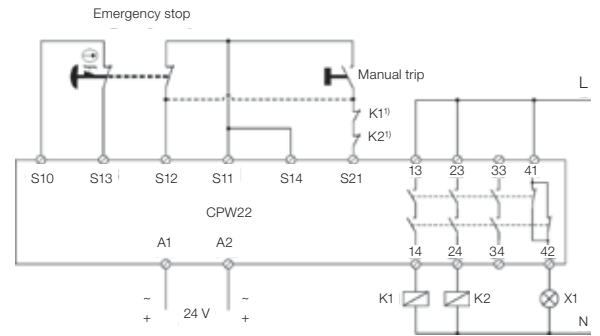 Emergency stop
Manual trip
L
K1¹⁾
K2¹⁾
13 23 33 41
S10 S13 S12 S11 S14 S21
CPW22
A1 A2
14 24 34 42
K1 K2 X1
~ ~
24 V
+ +
N